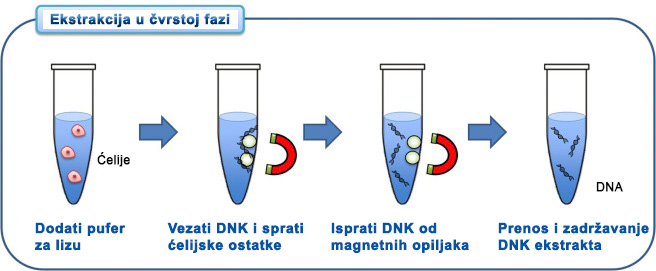 Ekstrakcija u čvrstoj fazi
Ćelije
DNA
Dodati pufer
za lizu
Vezati DNK i sprati
ćelijske ostatke
Isprati DNK od
magnetnih opiljaka
Prenos i zadržavanje
DNK ekstrakta